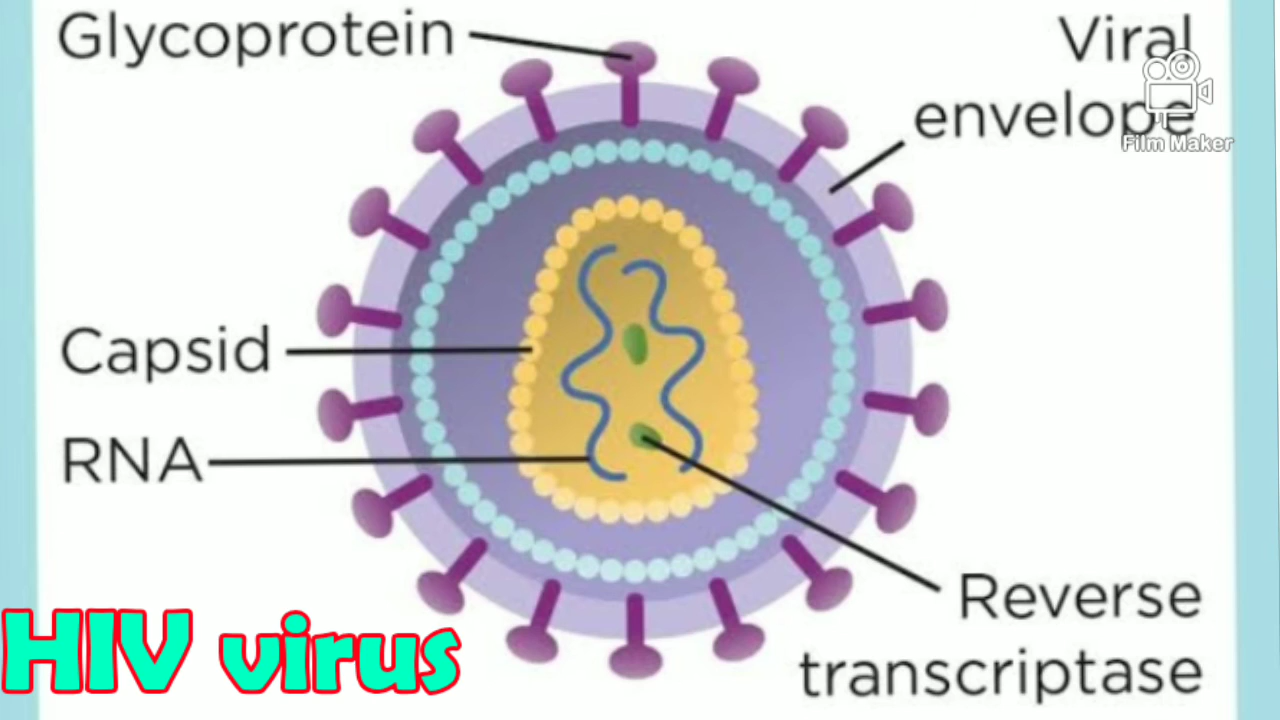 Glycoprotein
Viral
envelope
Film Maker
Capsid
RNA
Reverse
transcriptase
HIV virus